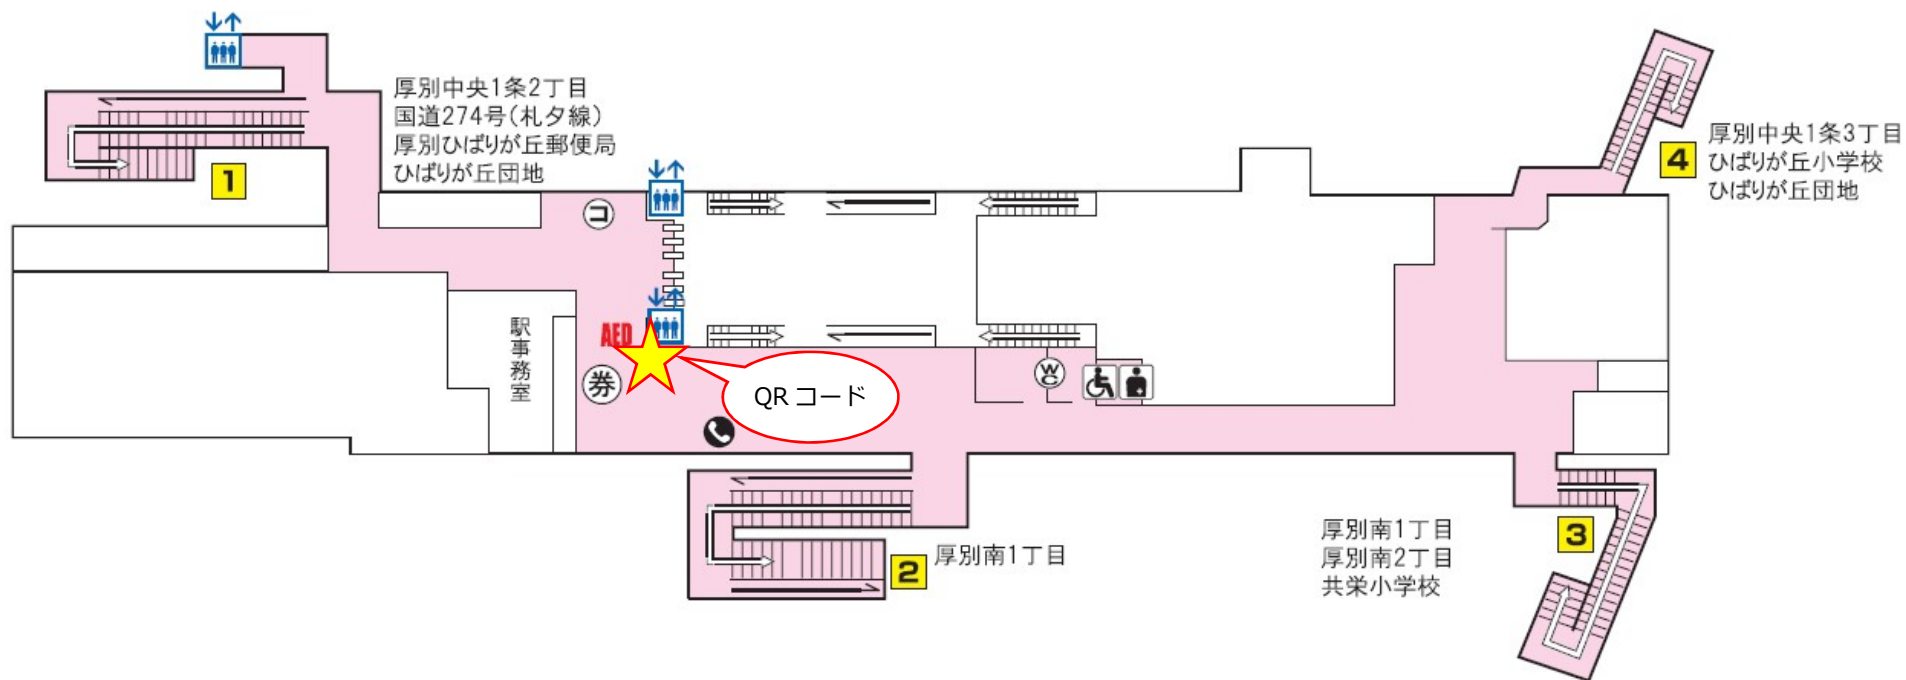 厚別中央1条2丁目
国道274号(札夕線)
厚別ひばりが丘郵便局
ひばりが丘団地
1
コ
4
厚別中央1条3丁目
ひばりが丘小学校
ひばりが丘団地
駅事務室
AED
券
QR コード
WC
2
厚別南1丁目
3
厚別南1丁目
厚別南2丁目
共栄小学校